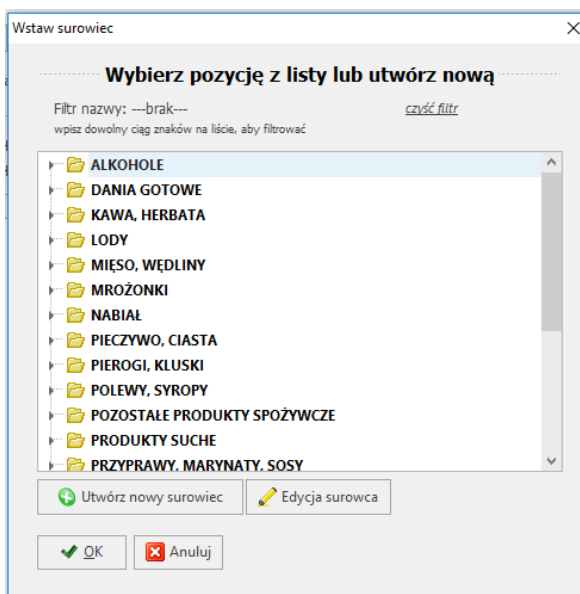 Wstaw surowiec
Wybierz pozycję z listy lub utwórz nową
Filtr nazwy: ---brak--- czyść filtr
wpisz dowolny ciąg znaków na liście, aby filtrować
ALKOHOLE
DANIA GOTOWE
KAWA, HERBATA
LODY
MIĘSO, WĘDLINY
MROŻONKI
NABIAŁ
PIECZYWO, CIASTA
PIEROGI, KLUSKI
POLEWY, SYROPY
POZOSTAŁE PRODUKTY SPOŻYWCZE
PRODUKTY SUCHE
PRZYPRAWY, MARYNATY, SOSY
Utwórz nowy surowiec Edycja surowca
OK Anuluj